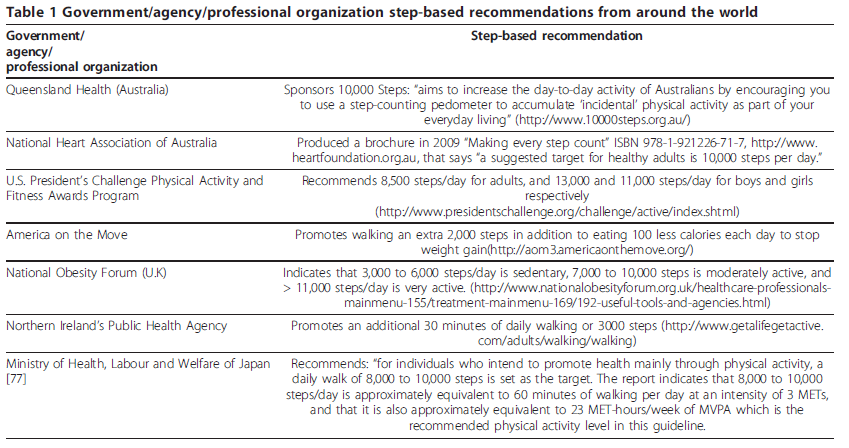 Table 1 Government/agency/professional organization step-based recommendations from around the world
Government/
agency/
professional organization
Step-based recommendation
Queensland Health (Australia)
Sponsors 10,000 Steps: “aims to increase the day-to-day activity of Australians by encouraging you
to use a step-counting pedometer to accumulate ‘incidental’ physical activity as part of your
everyday living” (http://www.10000steps.org.au/)
National Heart Association of Australia
Produced a brochure in 2009 “Making every step count” ISBN 978-1-921226-71-7, http://www.
heartfoundation.org.au, that says “a suggested target for healthy adults is 10,000 steps per day.”
U.S. President’s Challenge Physical Activity and
Fitness Awards Program
Recommends 8,500 steps/day for adults, and 13,000 and 11,000 steps/day for boys and girls
respectively
(http://www.presidentschallenge.org/challenge/active/index.shtml)
America on the Move
Promotes walking an extra 2,000 steps in addition to eating 100 less calories each day to stop
weight gain(http://aom3.americaonthemove.org/)
National Obesity Forum (U.K)
Indicates that 3,000 to 6,000 steps/day is sedentary, 7,000 to 10,000 steps is moderately active, and
> 11,000 steps/day is very active. (http://www.nationalobesityforum.org.uk/healthcare-professionals-
mainmenu-155/treatment-mainmenu-169/192-useful-tools-and-agencies.html)
Northern Ireland’s Public Health Agency
Promotes an additional 30 minutes of daily walking or 3000 steps (http://www.getalifegetactive.
com/adults/walking/walking)
Ministry of Health, Labour and Welfare of Japan
[77]
Recommends: “for individuals who intend to promote health mainly through physical activity, a
daily walk of 8,000 to 10,000 steps is set as the target. The report indicates that 8,000 to 10,000
steps/day is approximately equivalent to 60 minutes of walking per day at an intensity of 3 METs,
and that it is also approximately equivalent to 23 MET-hours/week of MVPA which is the
recommended physical activity level in this guideline.